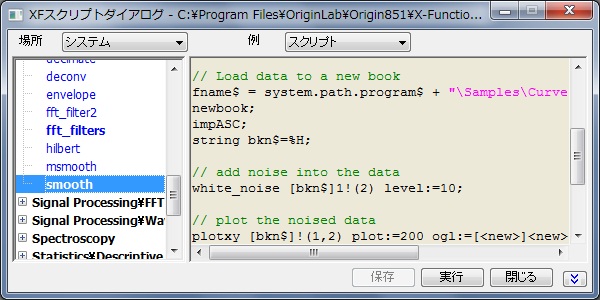 XFスクリプトダイアログ - C:¥Program Files¥OriginLab¥Origin851¥X-Functio...
場所 システム 例 スクリプト
decimate
deconv
envelope
fft_filter2
fft_filters
hilbert
msmooth
smooth
Signal Processing¥FFT
Signal Processing¥Wa
Spectroscopy
Statistics¥Descriptive
// Load data to a new book
fname$ = system.path.program$ + "\Samples\Curve
newbook;
impASC;
string bkn$=%H;
// add noise into the data
white_noise [bkn$]1!(2) level:=10;
// plot the noised data
plotxy [bkn$]!(1,2) plot:=200 ogl:=[<new>]<new>
保存 実行 閉じる